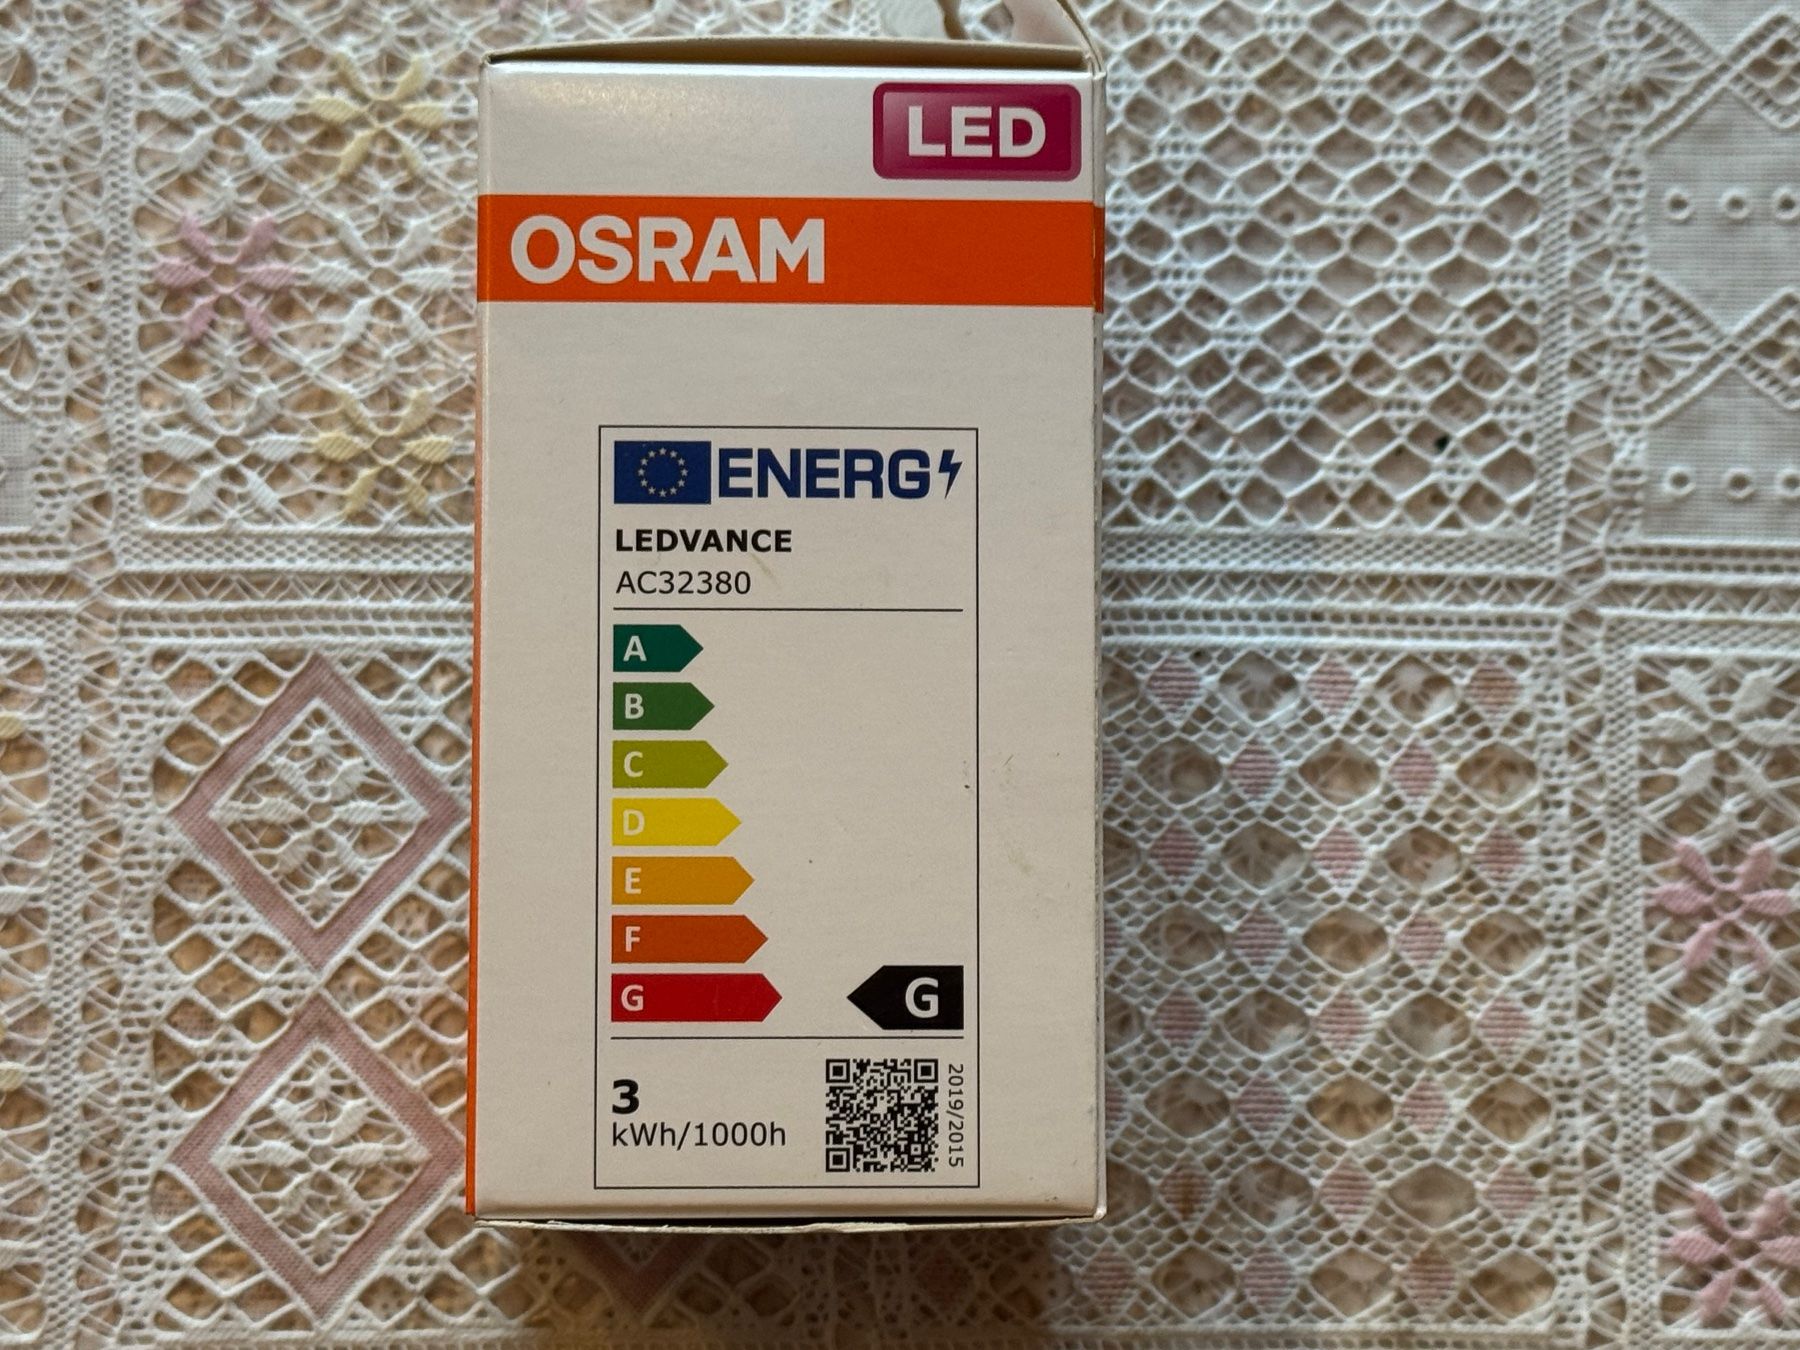 LED
OSRAM
ENERG
LEDVANCE
AC32380
A
B
C
D
E
F
G
G
3
kWh/1000h
2019/2015